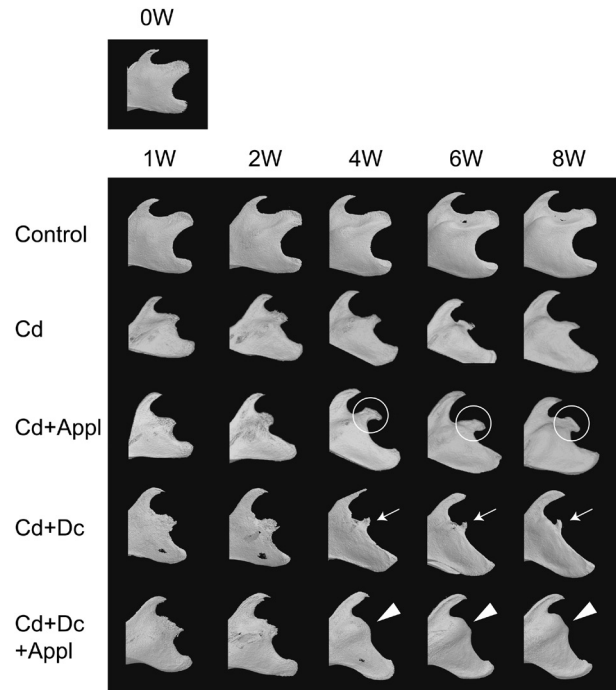 0W
1W 2W 4W 6W 8W
Control
Cd
Cd+Appl
Cd+Dc
Cd+Dc
+Appl